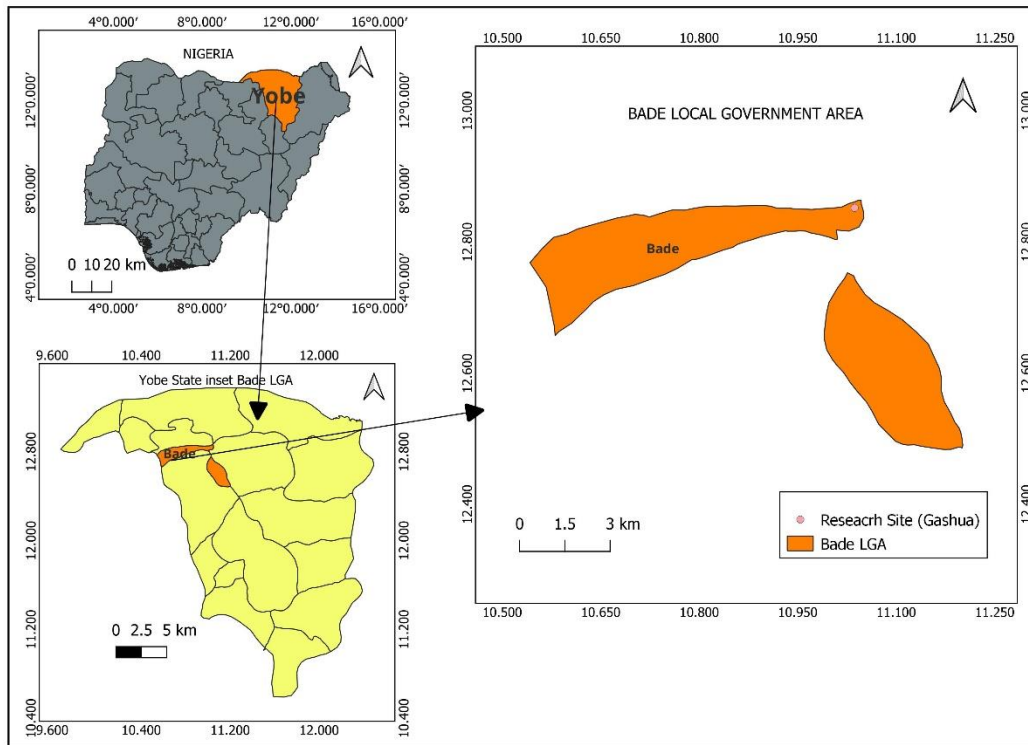 4°0.000' 8°0.000' 12°0.000' 16°0.000'
NIGERIA
Yobe
12°0.000'
8°0.000'
4°0.000'
12°0.000'
8°0.000'
4°0.000'
0 10 20 km
4°0.000' 8°0.000' 12°0.000' 16°0.000'
9.600 10.400 11.200 12.000
Yobe State inset Bade LGA
Bade
12.800
12.000
11.200
10.400
12.800
12.000
11.200
10.400
0 2.5 5 km
9.600 10.400 11.200 12.000
10.500 10.650 10.800 10.950 11.100 11.250
BADE LOCAL GOVERNMENT AREA
Bade
13.000
12.800
12.600
12.400
13.000
12.800
12.600
12.400
0 1.5 3 km
Reseacrh Site (Gashua)
Bade LGA
10.500 10.650 10.800 10.950 11.100 11.250